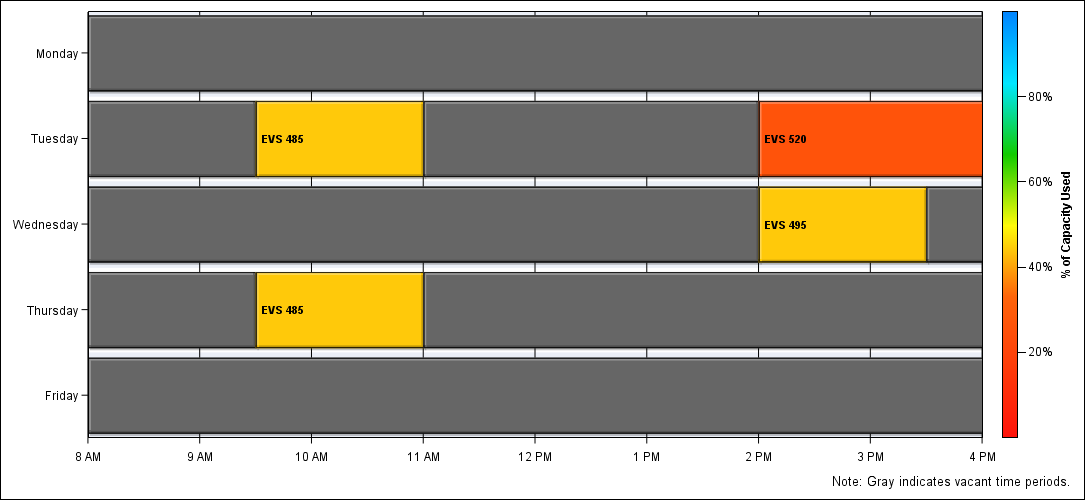 Monday
Tuesday
EVS 485
EVS 520
Wednesday
EVS 495
Thursday
EVS 485
Friday
8 AM 9 AM 10 AM 11 AM 12 PM 1 PM 2 PM 3 PM 4 PM
80%
60%
40%
20%
% of Capacity Used
Note: Gray indicates vacant time periods.